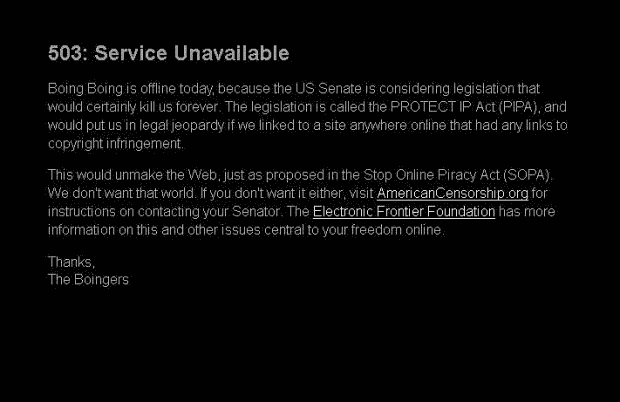 503: Service Unavailable
Boing Boing is offline today, because the US Senate is considering legislation that
would certainly kill us forever. The legislation is called the PROTECT IP Act (PIPA), and
would put us in legal jeopardy if we linked to a site anywhere online that had any links to
copyright infringement.
This would unmake the Web, just as proposed in the Stop Online Piracy Act (SOPA).
We don't want that world. If you don't want it either, visit AmericanCensorship.org for
instructions on contacting your Senator. The Electronic Frontier Foundation has more
information on this and other issues central to your freedom online.
Thanks,
The Boingers